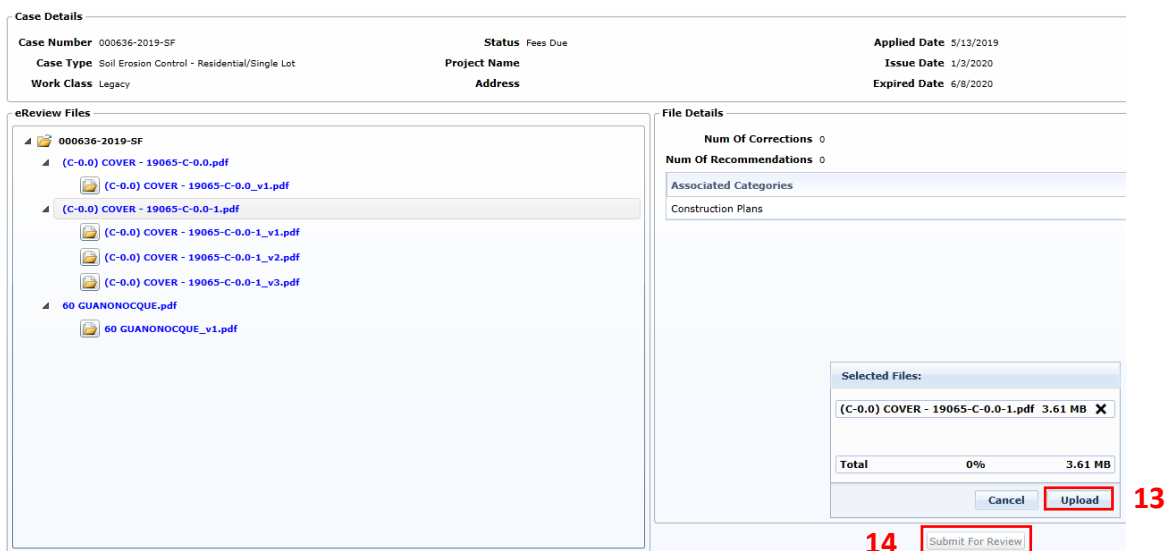 Case Details
Case Number 000636-2019-SF Status Fees Due Applied Date 5/13/2019
Case Type Soil Erosion Control - Residential/Single Lot Project Name Issue Date 1/3/2020
Work Class Legacy Address Expired Date 6/8/2020
eReview Files
000636-2019-SF
(C-0.0) COVER - 19065-C-0.0.pdf
(C-0.0) COVER - 19065-C-0.0_v1.pdf
(C-0.0) COVER - 19065-C-0.0-1.pdf
(C-0.0) COVER - 19065-C-0.0-1_v1.pdf
(C-0.0) COVER - 19065-C-0.0-1_v2.pdf
(C-0.0) COVER - 19065-C-0.0-1_v3.pdf
60 GUANONOCQUE.pdf
60 GUANONOCQUE_v1.pdf
File Details
Num Of Corrections 0
Num Of Recommendations 0
Associated Categories
Construction Plans
Selected Files:
(C-0.0) COVER - 19065-C-0.0-1.pdf 3.61 MB X
Total 0% 3.61 MB
Cancel Upload 13
14 Submit For Review